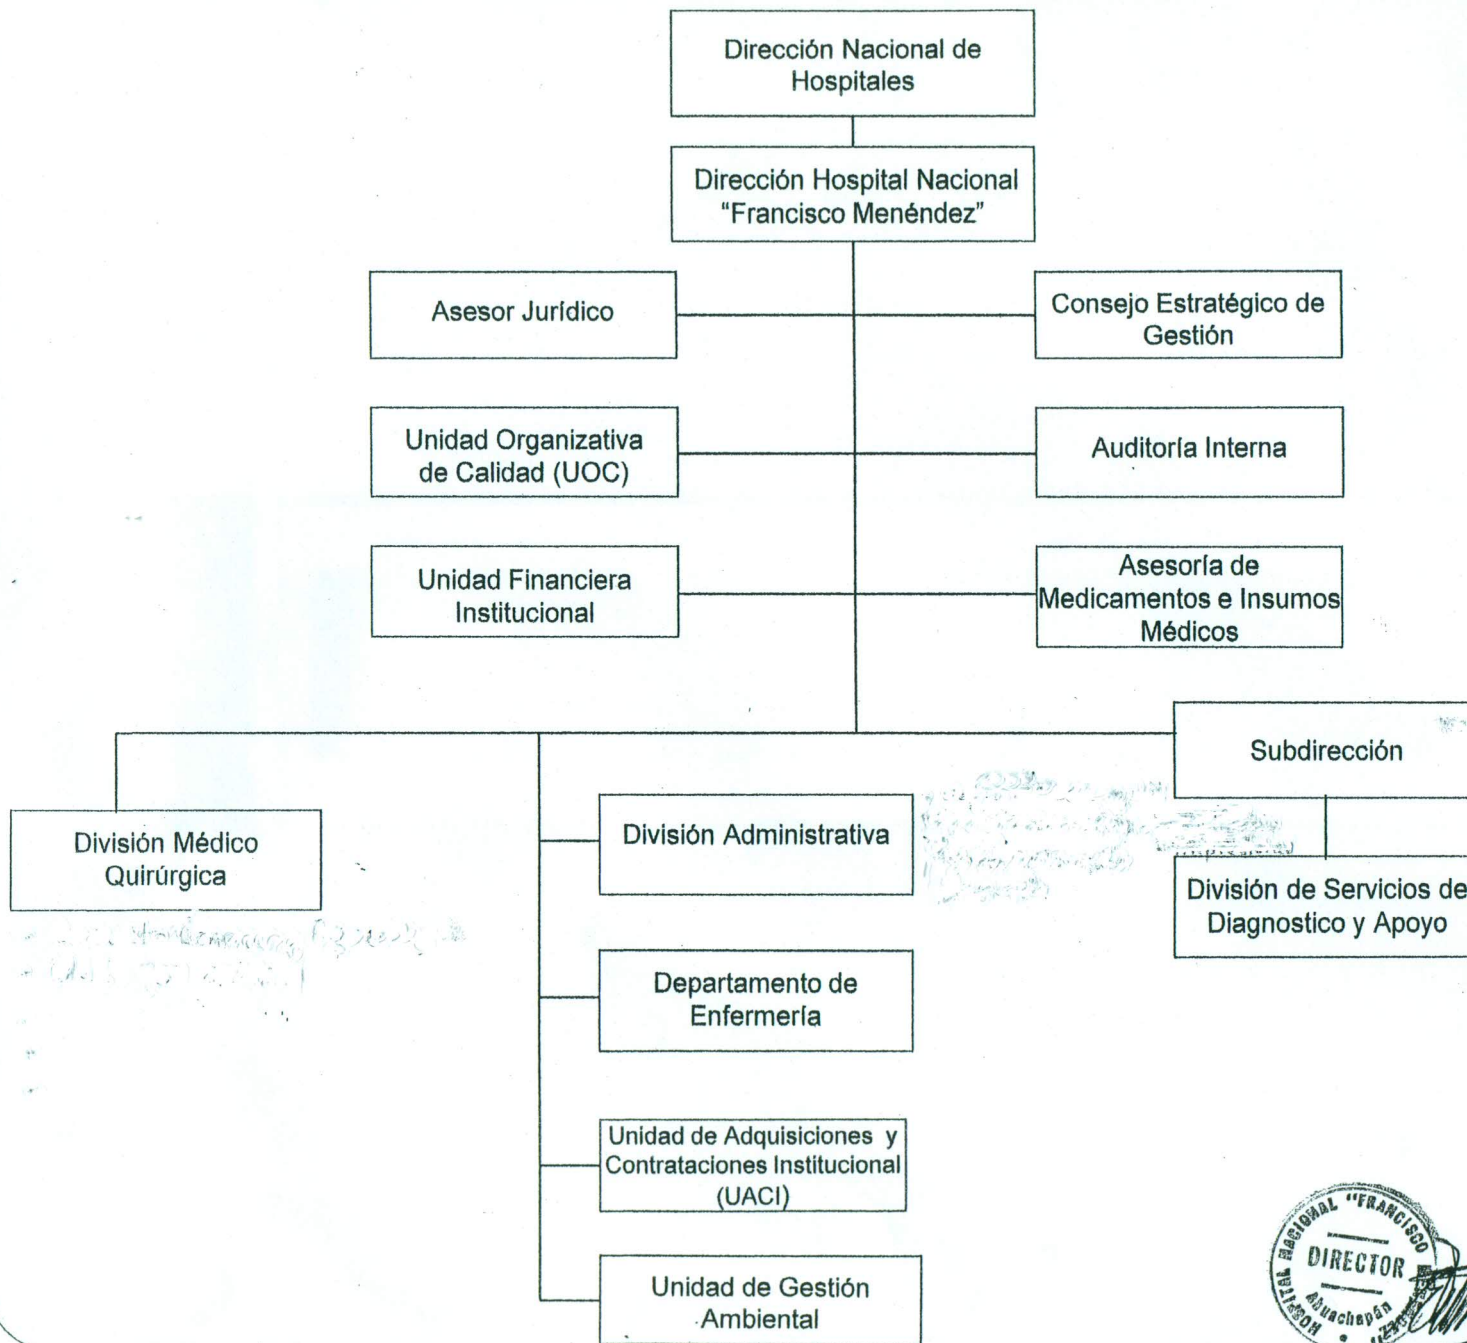 Dirección Nacional de
Hospitales
Dirección Hospital Nacional
“Francisco Menéndez”
Asesor Jurídico
Consejo Estratégico de
Gestión
Unidad Organizativa
de Calidad (UOC)
Auditoría Interna
Unidad Financiera
Institucional
Asesoría de
Medicamentos e Insumos
Médicos
Subdirección
División Médico
Quirúrgica
División Administrativa
División de Servicios de
Diagnostico y Apoyo
Departamento de
Enfermería
Unidad de Adquisiciones y
Contrataciones Institucional
(UACI)
Unidad de Gestión
Ambiental
HOSPITAL NACIONAL "FRANCISCO
DIRECTOR
Ahuachapán